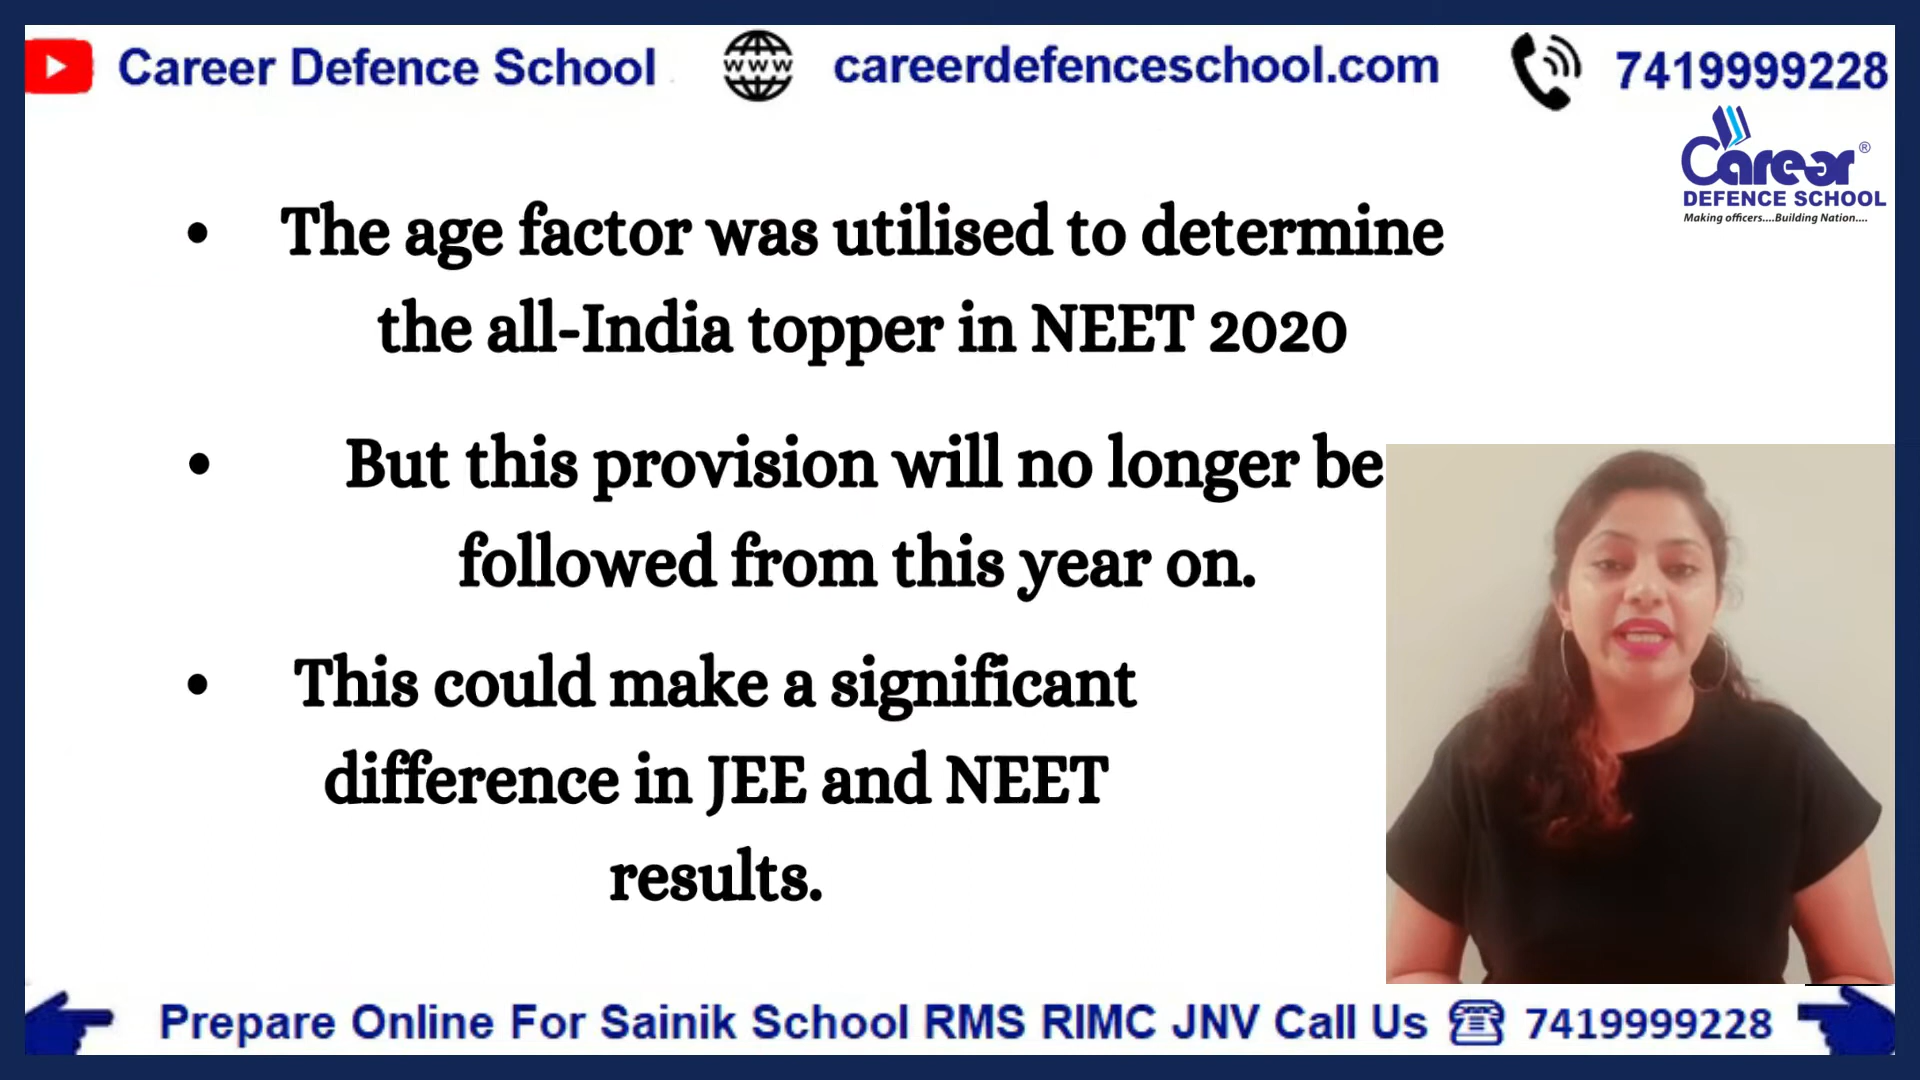 Career Defence School
www
careerdefenceschool.com
7419999228
Career ®
DEFENCE SCHOOL
Making officers....Building Nation....
• The age factor was utilised to determine
the all-India topper in NEET 2020
• But this provision will no longer be
followed from this year on.
• This could make a significant
difference in JEE and NEET
results.
Prepare Online For Sainik School RMS RIMC JNV Call Us 7419999228